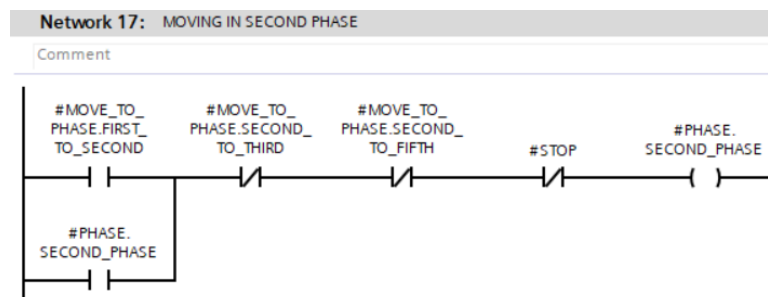 Network 17: MOVING IN SECOND PHASE
Comment
#MOVE_TO_
PHASE.FIRST_
TO_SECOND
#MOVE_TO_
PHASE.SECOND_
TO_THIRD
#MOVE_TO_
PHASE.SECOND_
TO_FIFTH
#STOP
#PHASE.
SECOND_PHASE
#PHASE.
SECOND_PHASE